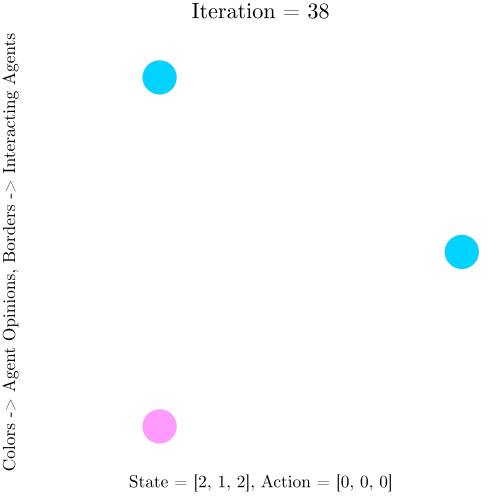 Iteration = 38
Colors -> Agent Opinions, Borders -> Interacting Agents
State = [2, 1, 2], Action = [0, 0, 0]